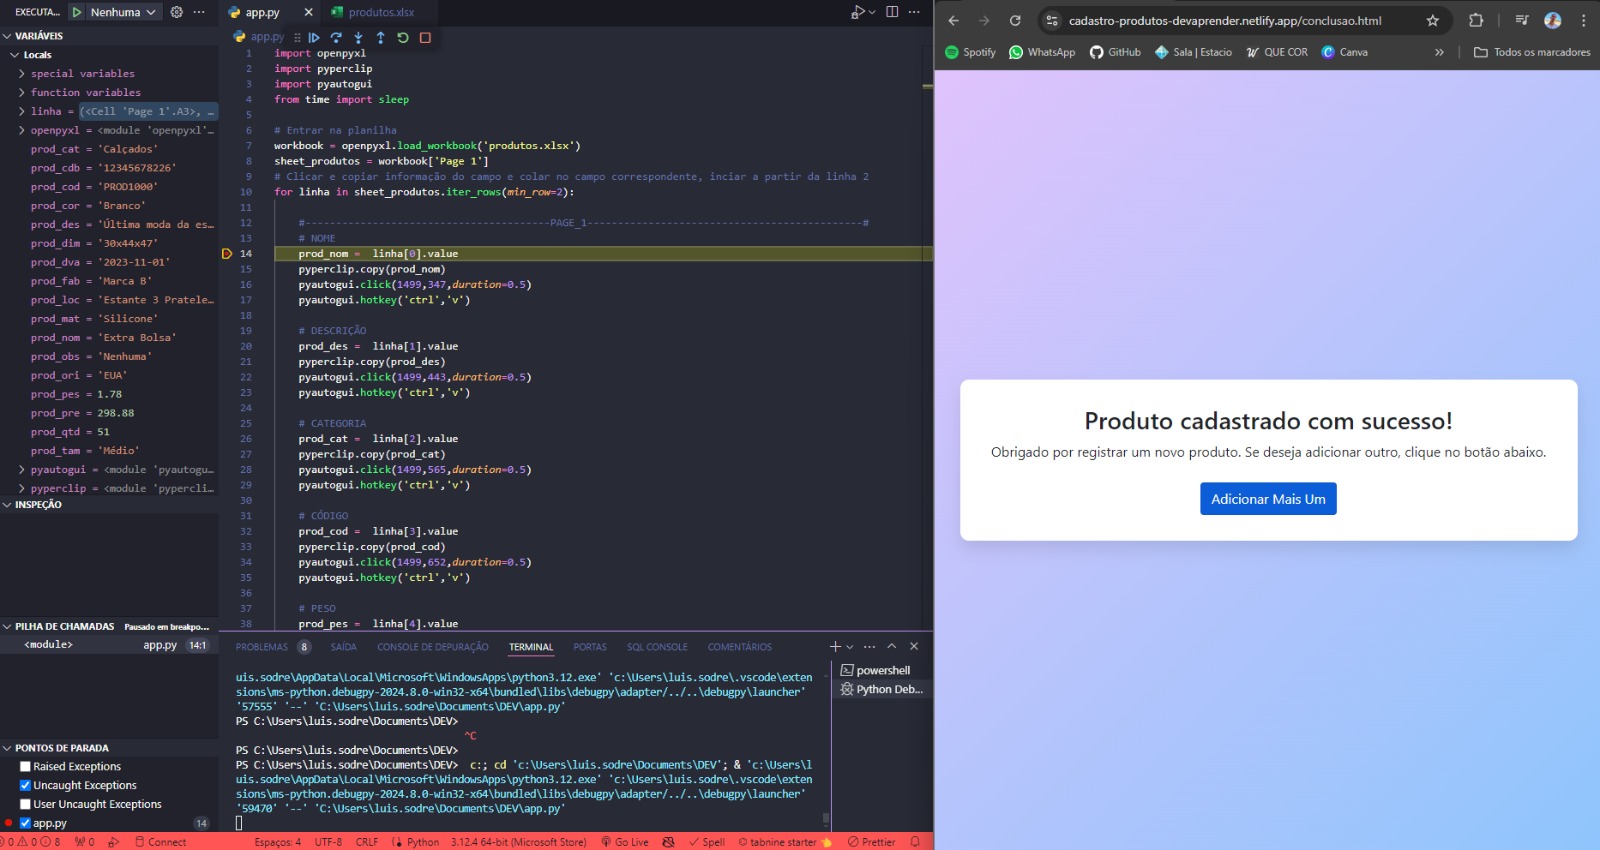 EXECUTA...
Nenhuma
VARIÁVEIS
Locals
special variables
function variables
linha = (<Cell 'Page 1'.A3>, ...
openpyxl = <module 'openpyxl'...
prod_cat = 'Calçados'
prod_cdb = '12345678226'
prod_cod = 'PROD1000'
prod_cor = 'Branco'
prod_des = 'Última moda da es...
prod_dim = '30x44x47'
prod_dva = '2023-11-01'
prod_fab = 'Marca B'
prod_loc = 'Estante 3 Pratele...
prod_mat = 'Silicone'
prod_nom = 'Extra Bolsa'
prod_obs = 'Nenhuma'
prod_ori = 'EUA'
prod_pes = 1.78
prod_pre = 298.88
prod_qtd = 51
prod_tam = 'Médio'
pyautogui = <module 'pyautogu...
pyperclip = <module 'pypercli...
INSPEÇÃO
PILHA DE CHAMADAS Pausado em breakpo...
<module> app.py 14:1
PONTOS DE PARADA
Raised Exceptions
Uncaught Exceptions
User Uncaught Exceptions
app.py 14
app.py
produtos.xlsx
app.py
1 import openpyxl
2 import pyperclip
3 import pyautogui
4 from time import sleep
5
6 # Entrar na planilha
7 workbook = openpyxl.load_workbook('produtos.xlsx')
8 sheet_produtos = workbook['Page 1']
9 # Clicar e copiar informação do campo e colar no campo correspondente, inciar a partir da linha 2
10 for linha in sheet_produtos.iter_rows(min_row=2):
11
12 #----------------------------------------PAGE_1---------------------------------------------#
13 # NOME
14 prod_nom =  linha[0].value
15 pyperclip.copy(prod_nom)
16 pyautogui.click(1499,347,duration=0.5)
17 pyautogui.hotkey('ctrl','v')
18
19 # DESCRIÇÃO
20 prod_des =  linha[1].value
21 pyperclip.copy(prod_des)
22 pyautogui.click(1499,443,duration=0.5)
23 pyautogui.hotkey('ctrl','v')
24
25 # CATEGORIA
26 prod_cat =  linha[2].value
27 pyperclip.copy(prod_cat)
28 pyautogui.click(1499,565,duration=0.5)
29 pyautogui.hotkey('ctrl','v')
30
31 # CÓDIGO
32 prod_cod =  linha[3].value
33 pyperclip.copy(prod_cod)
34 pyautogui.click(1499,652,duration=0.5)
35 pyautogui.hotkey('ctrl','v')
36
37 # PESO
38 prod_pes =  linha[4].value
PROBLEMAS 8 SAÍDA CONSOLE DE DEPURAÇÃO TERMINAL PORTAS SQL CONSOLE COMENTÁRIOS
powershell
Python Deb...
uis.sodre\AppData\Local\Microsoft\WindowsApps\python3.12.exe' 'c:\Users\luis.sodre\.vscode\exten
sions\ms-python.debugpy-2024.8.0-win32-x64\bundled\libs\debugpy\adapter/../..\debugpy\launcher'
'57555' '--' 'C:\Users\luis.sodre\Documents\DEV\app.py'
PS C:\Users\luis.sodre\Documents\DEV>
^C
PS C:\Users\luis.sodre\Documents\DEV>
PS C:\Users\luis.sodre\Documents\DEV>  c:; cd 'c:\Users\luis.sodre\Documents\DEV'; & 'c:\Users\l
uis.sodre\AppData\Local\Microsoft\WindowsApps\python3.12.exe' 'c:\Users\luis.sodre\.vscode\exten
sions\ms-python.debugpy-2024.8.0-win32-x64\bundled\libs\debugpy\adapter/../..\debugpy\launcher'
'59470' '--' 'C:\Users\luis.sodre\Documents\DEV\app.py'
0 0 8 0 Connect Espaços: 4 UTF-8 CRLF Python 3.12.4 64-bit (Microsoft Store) Go Live Spell tabnine starter Prettier
cadastro-produtos-devaprender.netlify.app/conclusao.html
Spotify WhatsApp GitHub Sala | Estacio QUE COR Canva » Todos os marcadores
Produto cadastrado com sucesso!
Obrigado por registrar um novo produto. Se deseja adicionar outro, clique no botão abaixo.
Adicionar Mais Um